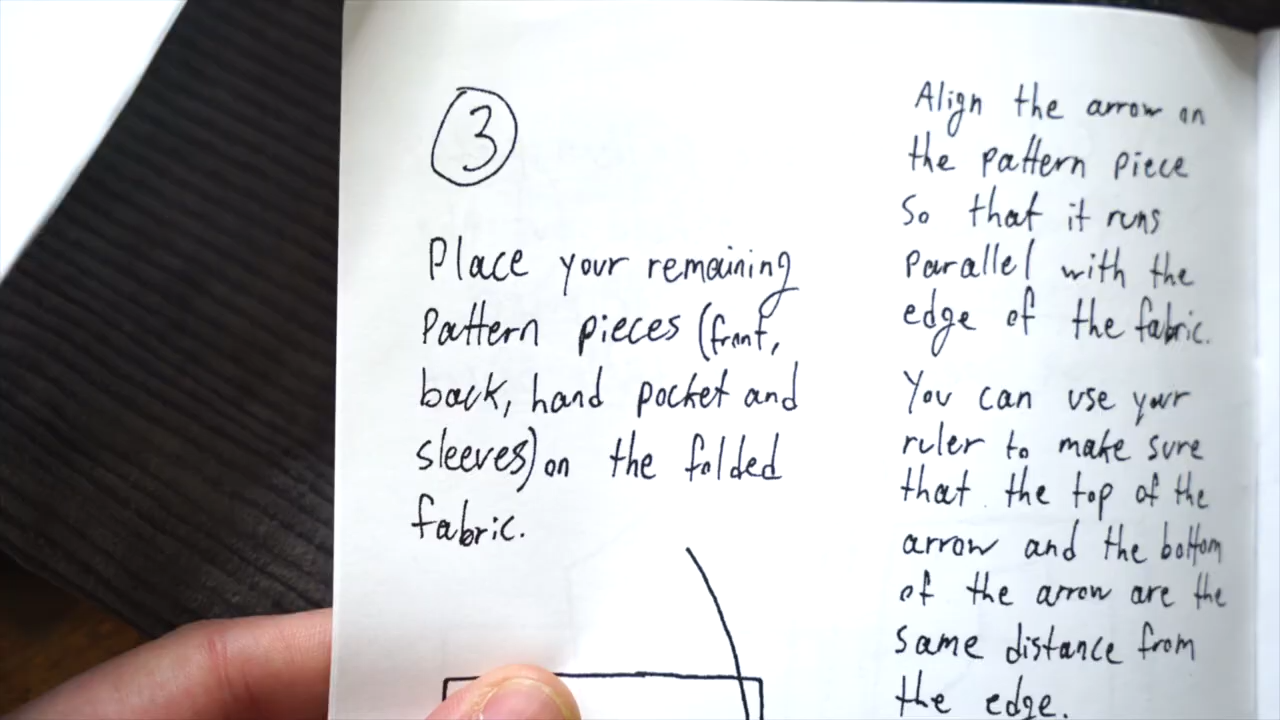 3
Place your remaining
Pattern pieces (front,
back, hand pocket and
sleeves) on the folded
fabric.
Align the arrow on
the pattern piece
So that it runs
parallel with the
edge of the fabric.
You can use your
ruler to make sure
that the top of the
arrow and the bottom
of the arrow are the
same distance from
the edge.